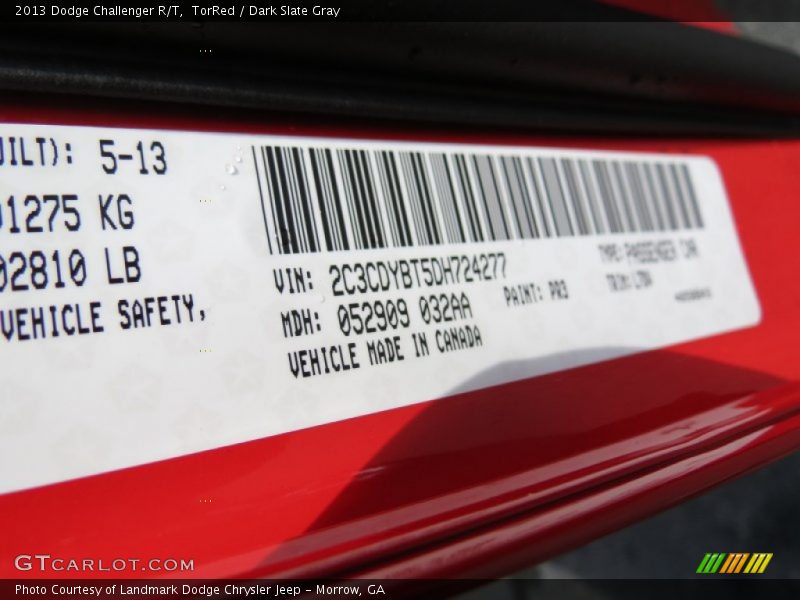 2013 Dodge Challenger R/T, TorRed / Dark Slate Gray
UILT): 5-13
01275 KG
02810 LB
VEHICLE SAFETY,
VIN: 2C3CDYBT5DH724277
TYPE: PASSENGER CAR
MDH: 052909 032AA
PAINT: PR3
VEHICLE MADE IN CANADA
TRIM:
GTCARLOT.COM
Photo Courtesy of Landmark Dodge Chrysler Jeep - Morrow, GA